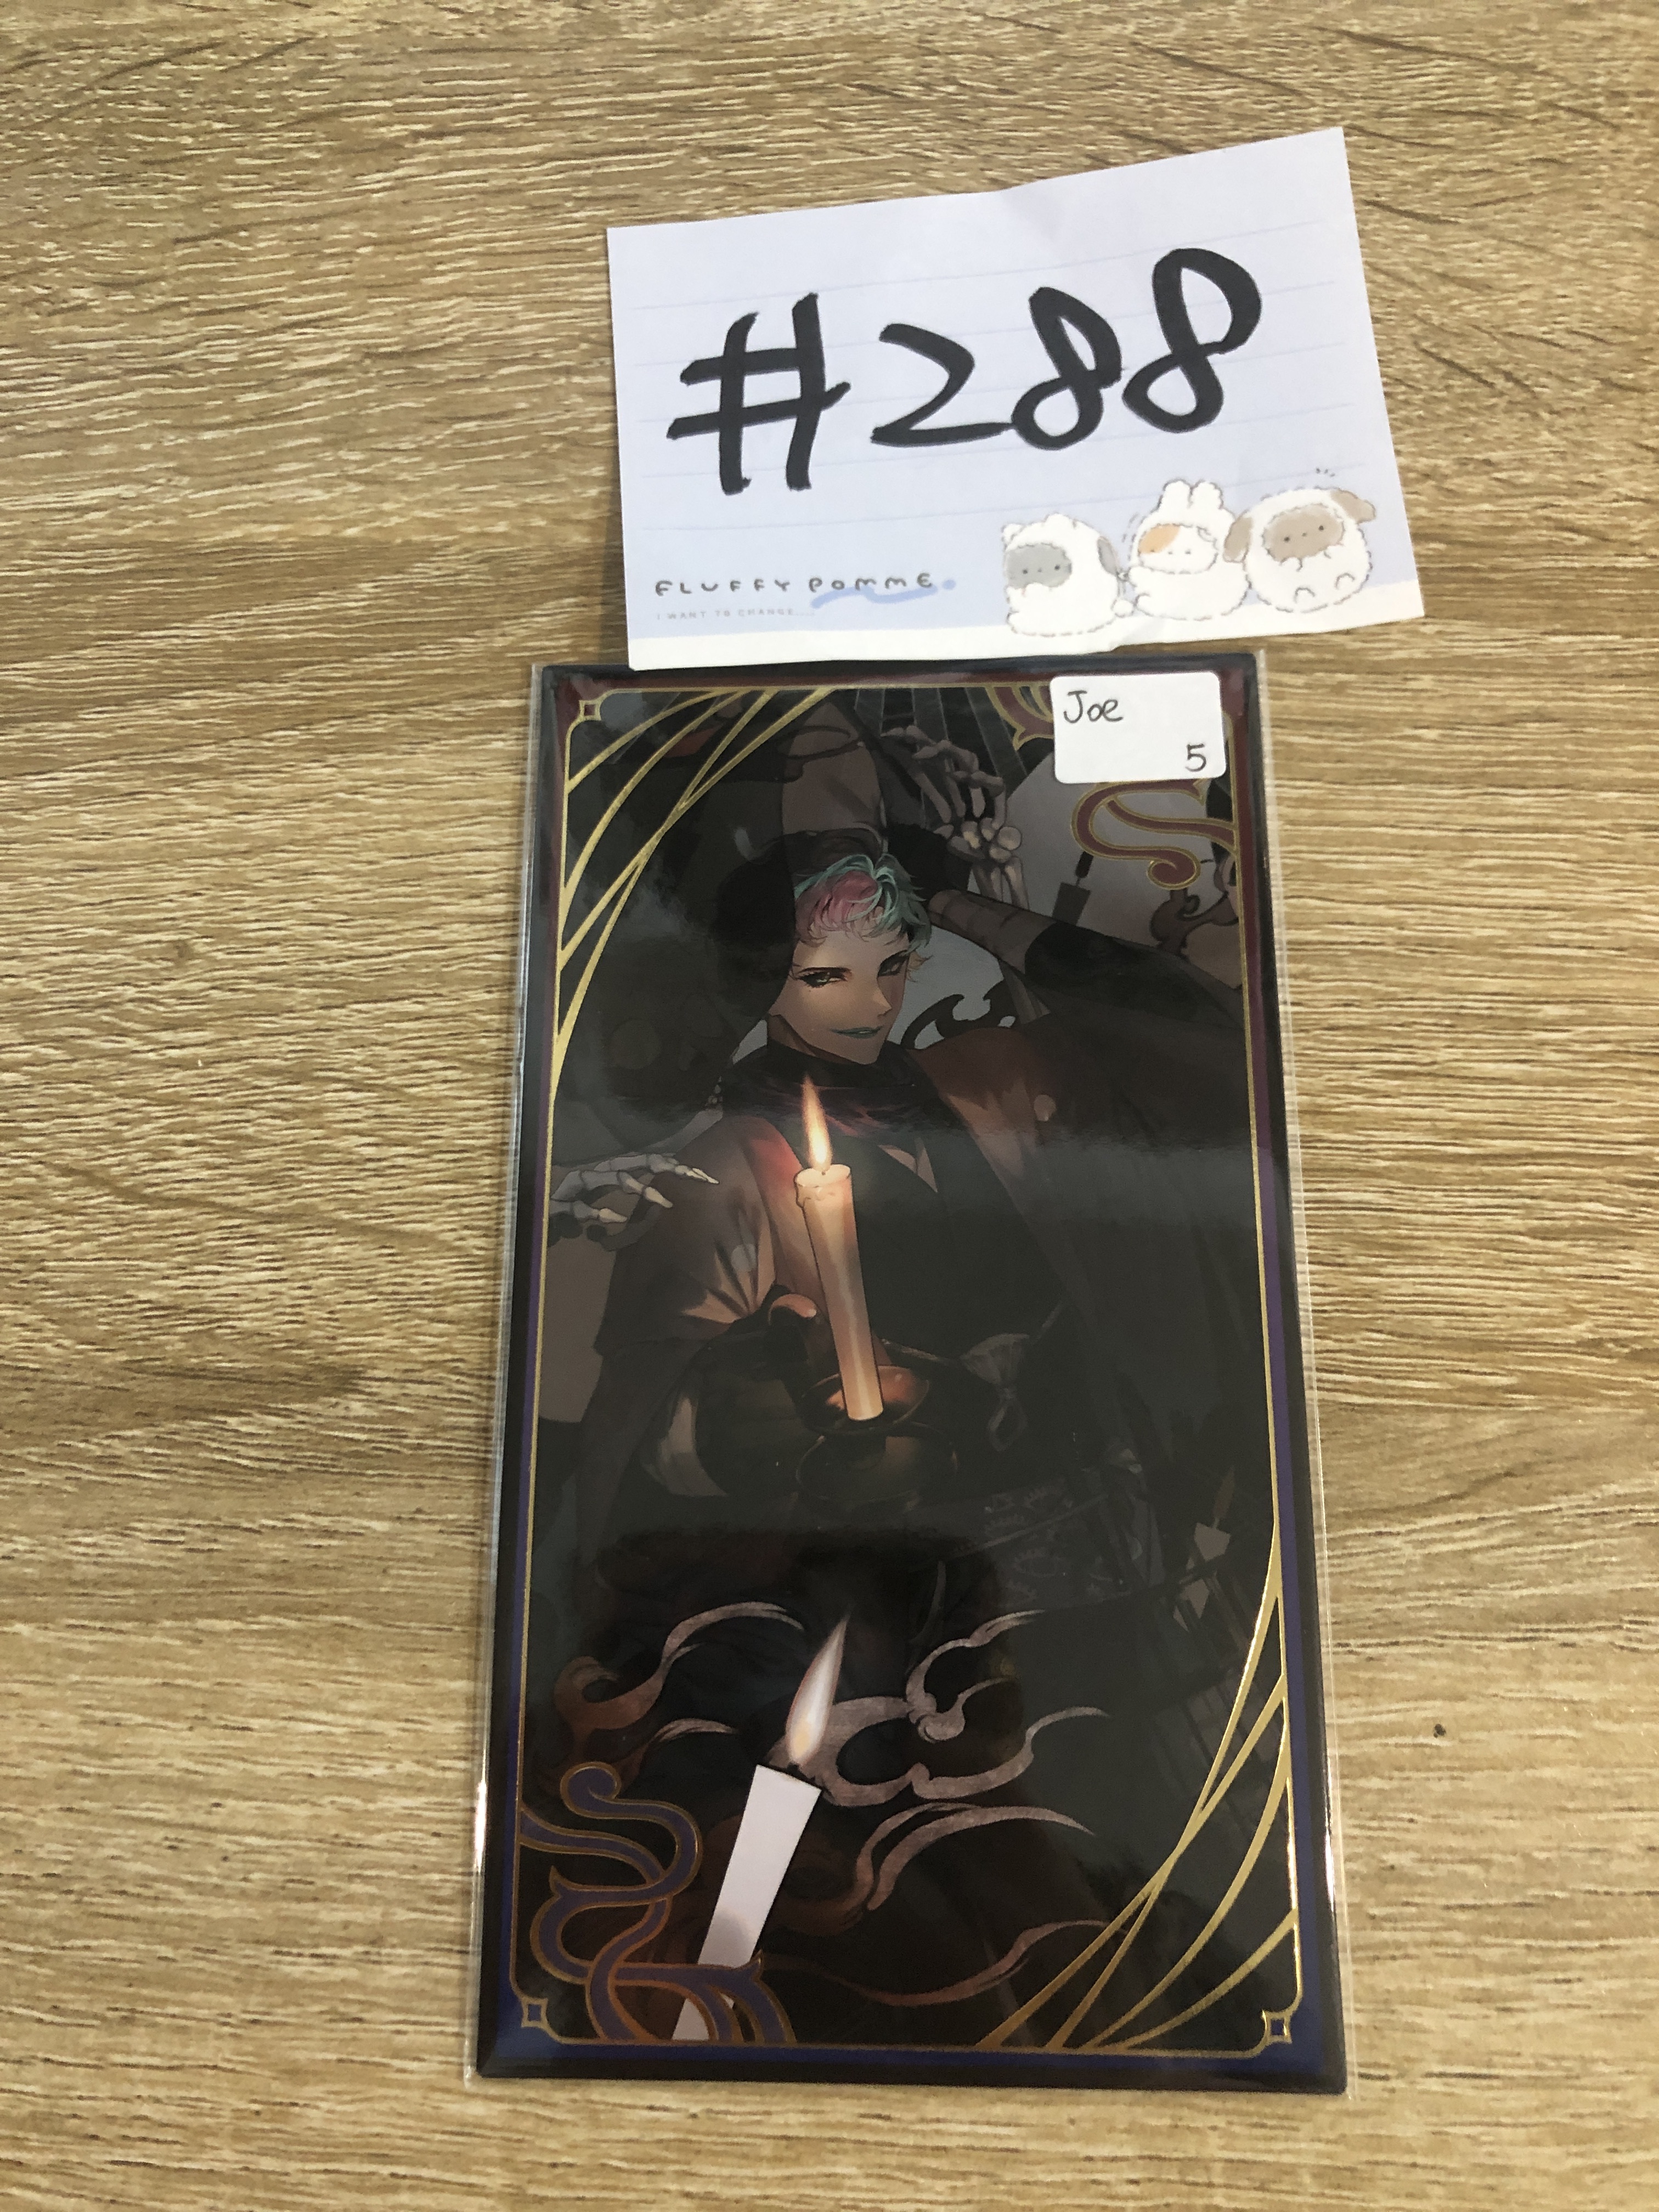 #288
FLUFFY POMME
I WANT TO CHANGE....
Joe
5